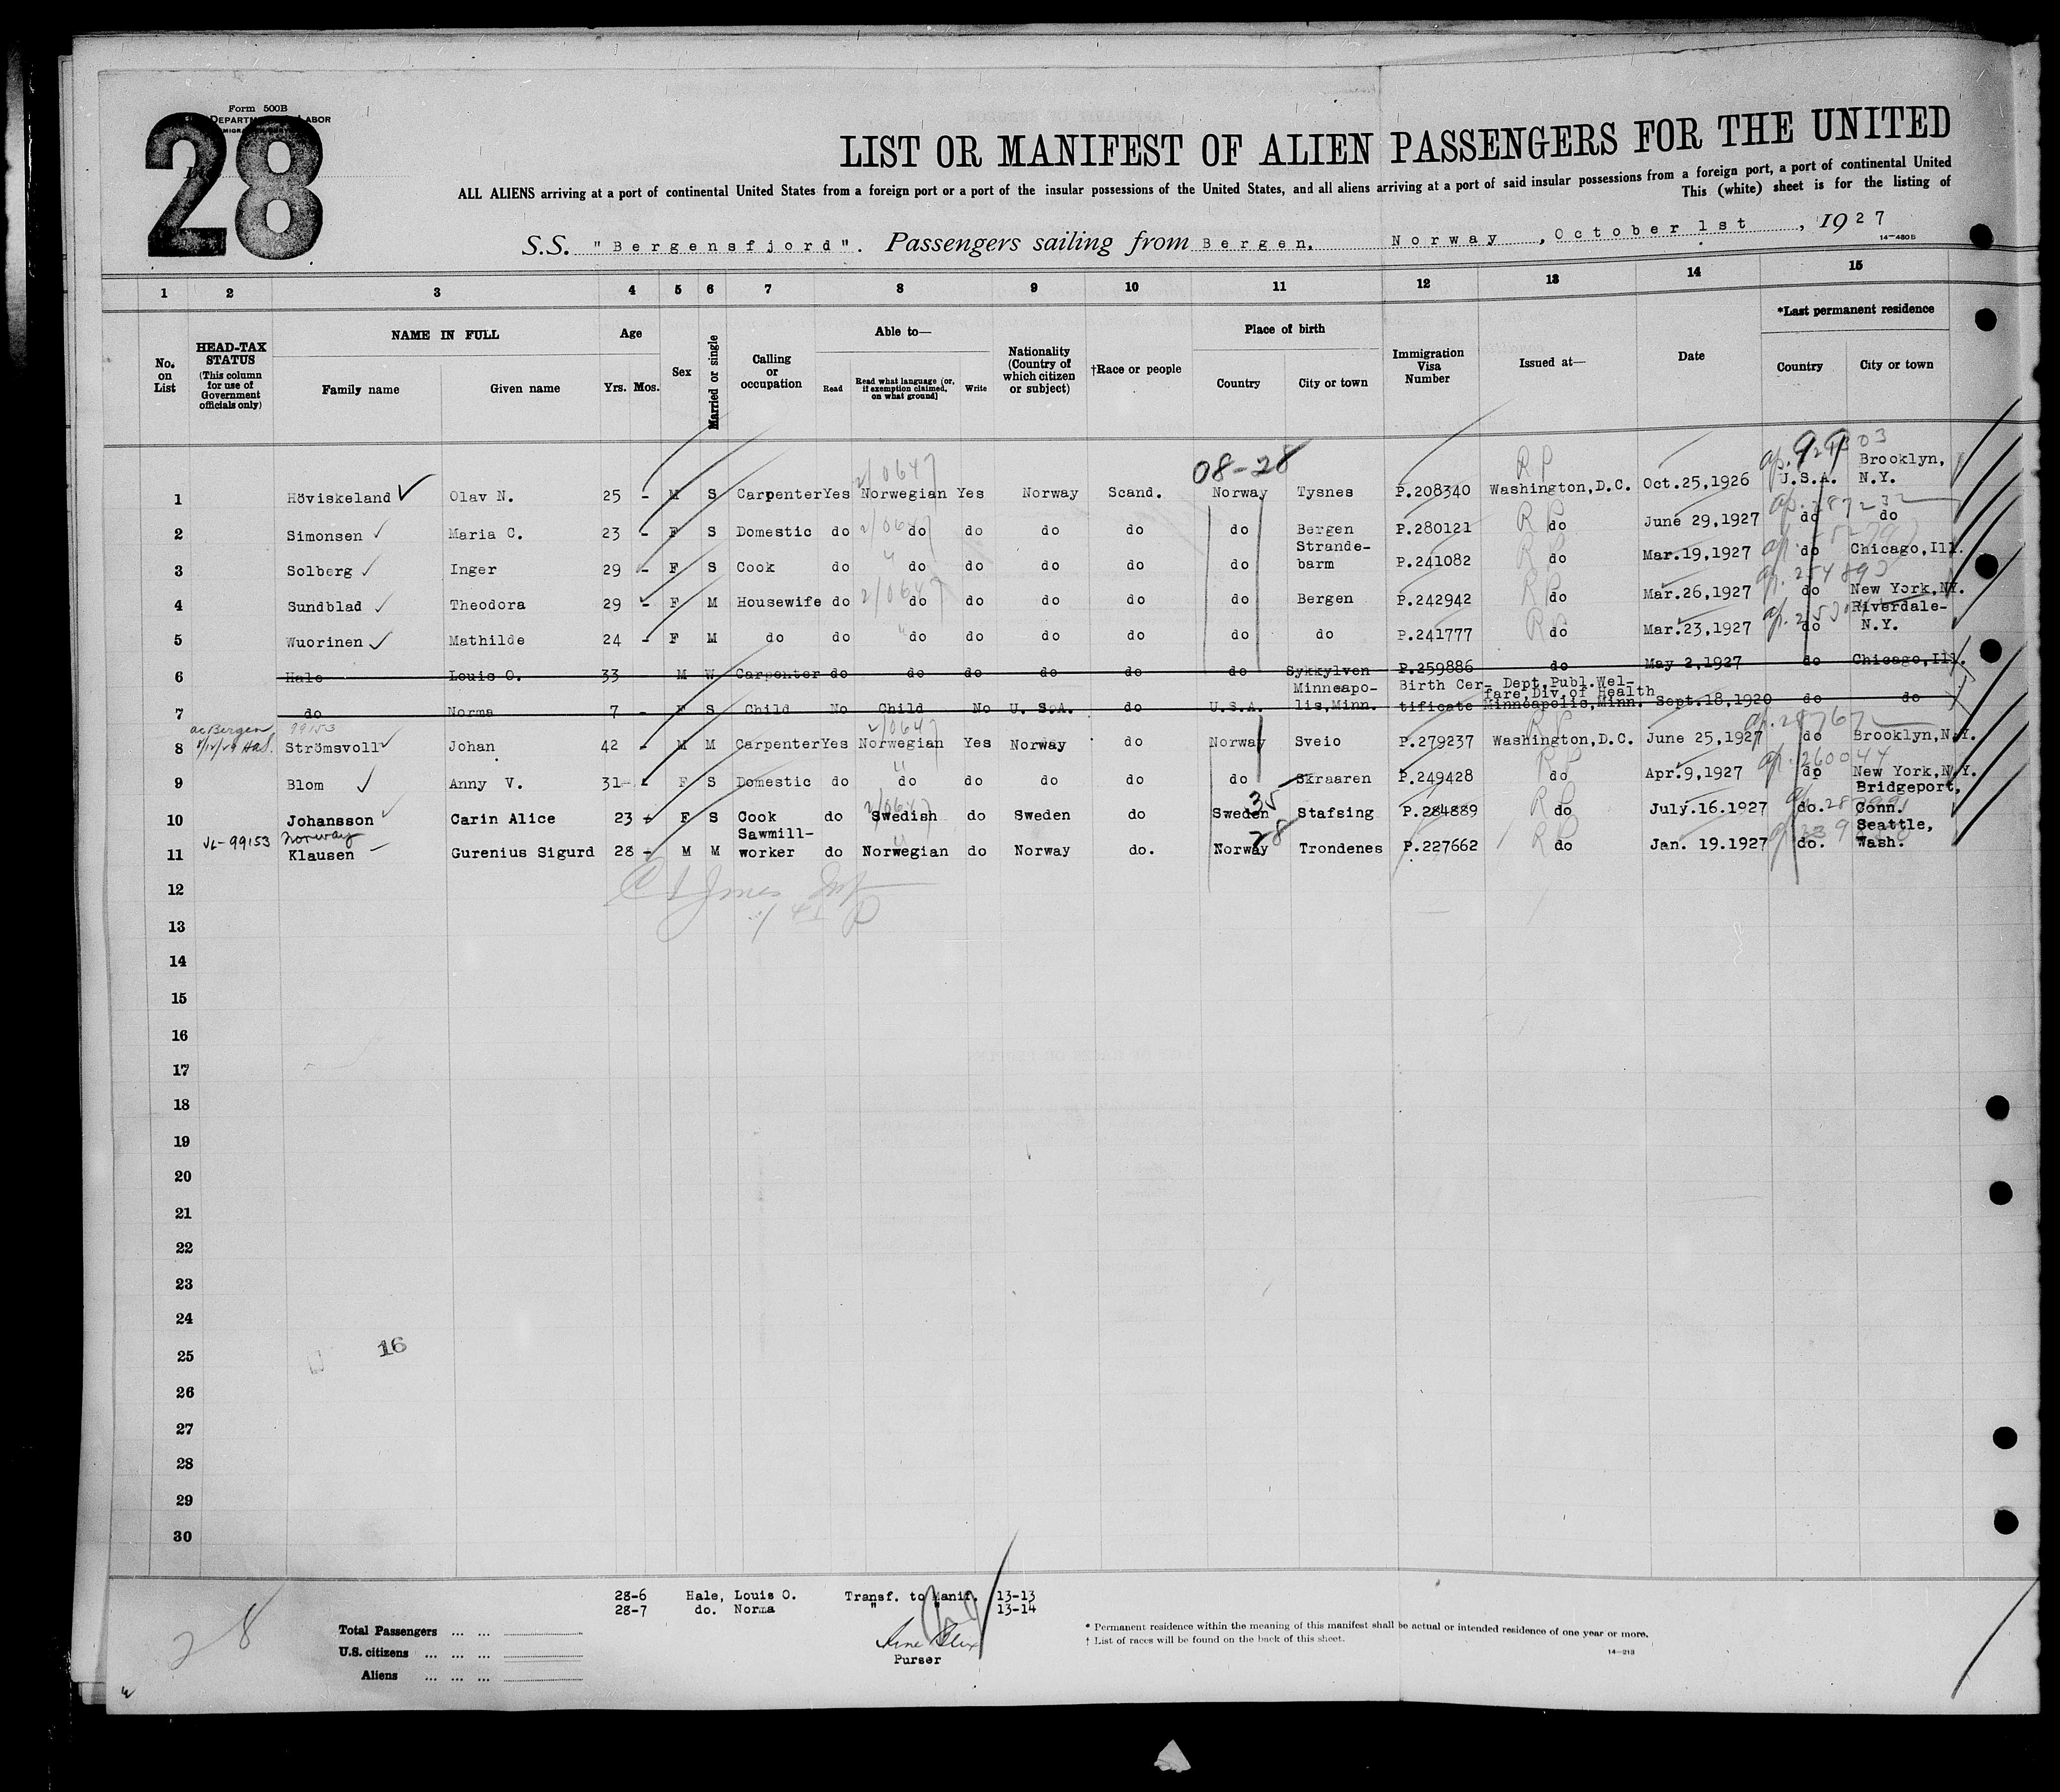 Form 500B
28
LIST OR MANIFEST OF ALIEN PASSENGERS FOR THE UNITED
ALL ALIENS arriving at a port of continental United States from a foreign port or a port of the insular possessions of the United States, and all aliens arriving at a port of said insular possessions from a foreign port, a port of continental United
This (white) sheet is for the listing of
S.S. "Bergensfjord". Passengers sailing from Bergen, Norway, October 1st, 1927
14-480B
1 2 3 4 5 6 7 8 9 10 11 12 13 14 15
No. on List
HEAD-TAX STATUS (This column for use of Government officials only)
NAME IN FULL
Family name Given name
Age
Yrs. Mos.
Sex
Married or single
Calling or occupation
Able to—
Read Read what language (or, if exemption claimed, on what ground) Write
Nationality (Country of which citizen or subject)
†Race or people
Place of birth
Country City or town
Immigration Visa Number
Issued at—
Date
*Last permanent residence
Country City or town
08-28
1 Höviskeland Olav N. 25 - M S Carpenter Yes Norwegian Yes Norway Scand. Norway Tysnes P.208340 Washington,D.C. Oct.25,1926 U.S.A. Brooklyn, N.Y.
2 Simonsen Maria C. 23 - F S Domestic do do do do do do Bergen P.280121 do June 29,1927 do do
3 Solberg Inger 29 - F S Cook do do do do do do Strande-barm P.241082 do Mar.19,1927 do Chicago,Ill.
4 Sundblad Theodora 29 - F M Housewife do do do do do do Bergen P.242942 do Mar.26,1927 do New York,NY.
5 Wuorinen Mathilde 24 - F M do do do do do do do do P.241777 do Mar.23,1927 do Riverdale-N.Y.
6 Hale Louis O. 33 M W Carpenter do do do do do do Sykkylven P.259886 do May 2,1927 do Chicago,Ill.
7 do Norma 7 - F S Child No Child No U.S.A. do U.S.A. Minneapo-lis,Minn. Birth Cer-tificate Dept.Publ.Wel-fare,Div.of Health Minneapolis,Minn. Sept.18,1920 do do
ac Bergen 99153
8 Strömsvoll Johan 42 - M M Carpenter Yes Norwegian Yes Norway do Norway Sveio P.279237 Washington,D.C. June 25,1927 do Brooklyn,N.Y.
9 Blom Anny V. 31 - F S Domestic do do do do do do Skraaren P.249428 do Apr.9,1927 do New York,N.Y.
10 Johansson Carin Alice 23 - F S Cook do Swedish do Sweden do Sweden Stafsing P.284889 do July.16.1927 do. Bridgeport, Conn.
VL-99153 Norway
11 Klausen Gurenius Sigurd 28 - M M Sawmill-worker do Norwegian do Norway do. Norway Trondenes P.227662 do Jan. 19.1927 do. Seattle, Wash.
12
13
14
15
16
17
18
19
20
21
22
23
24
25
16
26
27
28
29
30
28-6 Hale, Louis O. Transf. to Manif. 13-13
28-7 do. Norma " " 13-14
28
Total Passengers
U.S. citizens
Aliens
Purser
* Permanent residence within the meaning of this manifest shall be actual or intended residence of one year or more.
† List of races will be found on the back of this sheet.
14-213